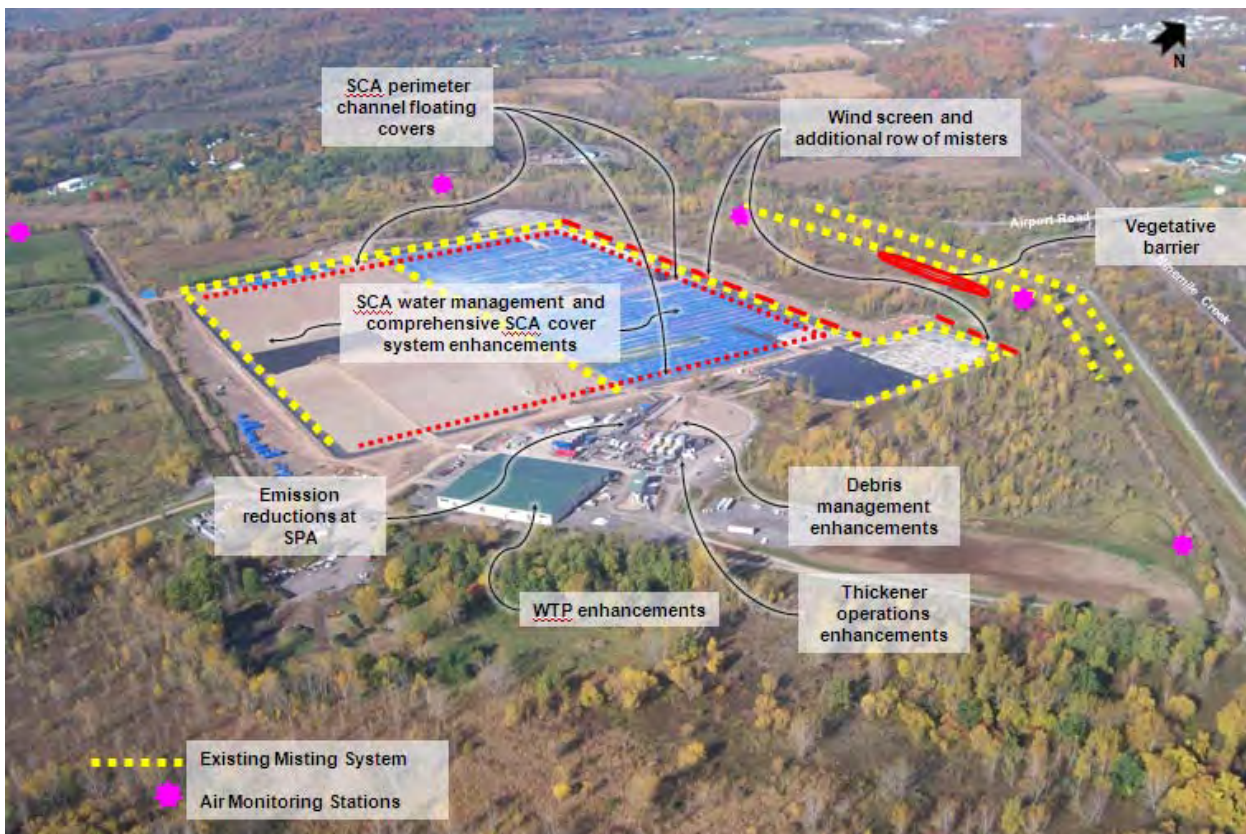 N
SCA perimeter
channel floating
covers
Wind screen and
additional row of misters
Airport Road
Vegetative
barrier
Ninemile Creek
SCA water management and
comprehensive SCA cover
system enhancements
Emission
reductions at
SPA
Debris
management
enhancements
WTP enhancements
Thickener
operations
enhancements
Existing Misting System
Air Monitoring Stations